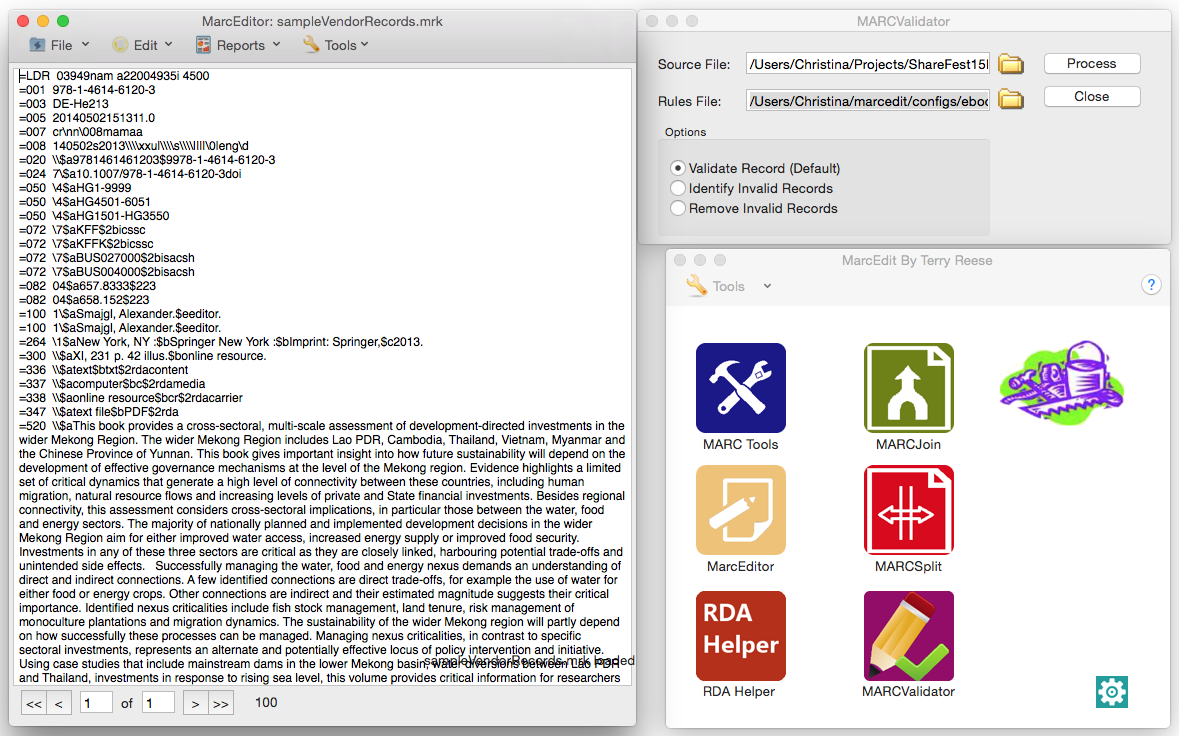 MarcEditor: sampleVendorRecords.mrk
File Edit Reports Tools
=LDR  03949nam a22004935i 4500
=001  978-1-4614-6120-3
=003  DE-He213
=005  20140502151311.0
=007  cr\nn\008mamaa
=008  140502s2013\\\\xxul\\\\s\\\\||||\0|eng\d
=020  \\$a9781461461203$9978-1-4614-6120-3
=024  7\$a10.1007/978-1-4614-6120-3doi
=050  \4$aHG1-9999
=050  \4$aHG4501-6051
=050  \4$aHG1501-HG3550
=072  \7$aKFF$2bicssc
=072  \7$aKFFK$2bicssc
=072  \7$aBUS027000$2bisacsh
=072  \7$aBUS004000$2bisacsh
=082  04$a657.8333$223
=082  04$a658.152$223
=100  1\$aSmajgl, Alexander.$eeditor.
=100  1\$aSmajgl, Alexander.$eeditor.
=264  \1$aNew York, NY :$bSpringer New York :$bImprint: Springer,$c2013.
=300  \\$aXI, 231 p. 42 illus.$bonline resource.
=336  \\$atext$btxt$2rdacontent
=337  \\$acomputer$bc$2rdamedia
=338  \\$aonline resource$bcr$2rdacarrier
=347  \\$atext file$bPDF$2rda
=520  \\$aThis book provides a cross-sectoral, multi-scale assessment of development-directed investments in the
wider Mekong Region. The wider Mekong Region includes Lao PDR, Cambodia, Thailand, Vietnam, Myanmar and
the Chinese Province of Yunnan. This book gives important insight into how future sustainability will depend on the
development of effective governance mechanisms at the level of the Mekong region. Evidence highlights a limited
set of critical dynamics that generate a high level of connectivity between these countries, including human
migration, natural resource flows and increasing levels of private and State financial investments. Besides regional
connectivity, this assessment considers cross-sectoral implications, in particular those between the water, food
and energy sectors. The majority of nationally planned and implemented development decisions in the wider
Mekong Region aim for either improved water access, increased energy supply or improved food security.
Investments in any of these three sectors are critical as they are closely linked, harbouring potential trade-offs and
unintended side effects.   Successfully managing the water, food and energy nexus demands an understanding of
direct and indirect connections. A few identified connections are direct trade-offs, for example the use of water for
either food or energy crops. Other connections are indirect and their estimated magnitude suggests their critical
importance. Identified nexus criticalities include fish stock management, land tenure, risk management of
monoculture plantations and migration dynamics. The sustainability of the wider Mekong region will partly depend
on how successfully these processes can be managed. Managing nexus criticalities, in contrast to specific
sectoral investments, represents an alternate and potentially effective locus of policy intervention and initiative.
Using case studies that include mainstream dams in the lower Mekong basin, water diversions between Lao PDR
sampleVendorRecords.mrk loaded
and Thailand, investments in response to rising sea level, this volume provides critical information for researchers
<< < 1 of 1 > >> 100
MARCValidator
Source File: /Users/Christina/Projects/ShareFest15 Process
Rules File: /Users/Christina/marcedit/configs/eboo Close
Options
Validate Record (Default)
Identify Invalid Records
Remove Invalid Records
MarcEdit By Terry Reese
Tools ?
MARC Tools MARCJoin
MarcEditor MARCSplit
RDA
Helper
RDA Helper MARCValidator